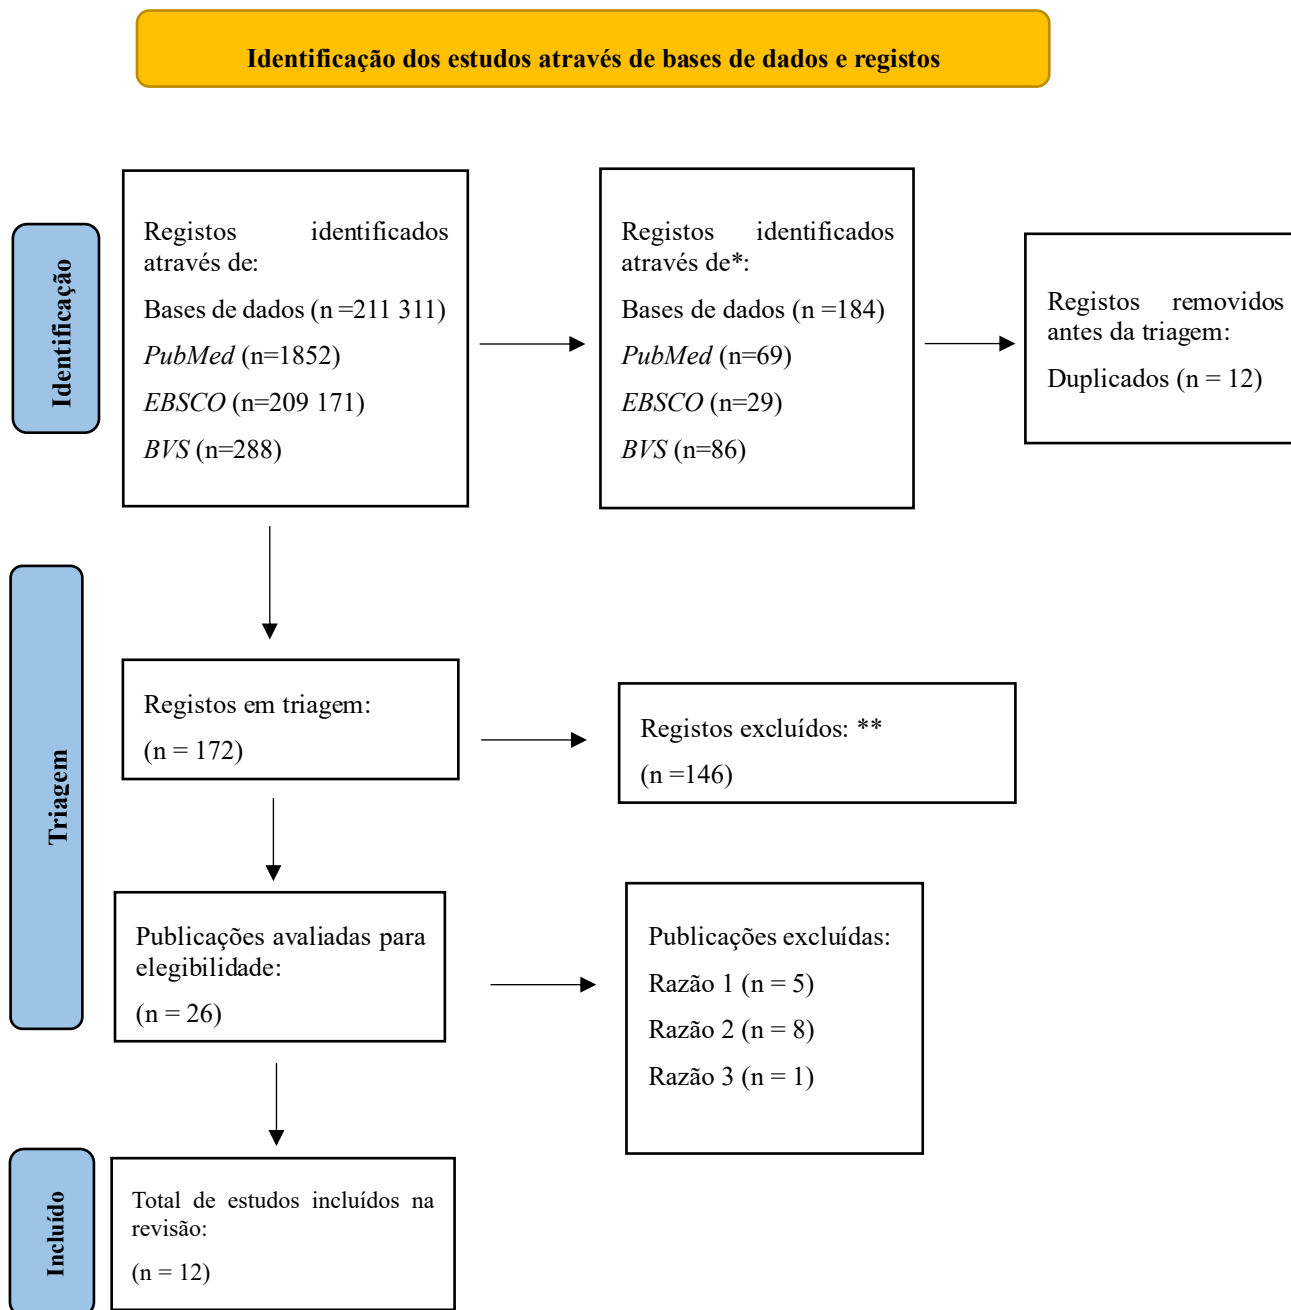 Identificação dos estudos através de bases de dados e registos
Identificação
Registos identificados
através de:
Bases de dados (n =211 311)
PubMed (n=1852)
EBSCO (n=209 171)
BVS (n=288)
Registos identificados
através de*:
Bases de dados (n =184)
PubMed (n=69)
EBSCO (n=29)
BVS (n=86)
Registos removidos
antes da triagem:
Duplicados (n = 12)
Triagem
Registos em triagem:
(n = 172)
Registos excluídos: **
(n =146)
Publicações avaliadas para
elegibilidade:
(n = 26)
Publicações excluídas:
Razão 1 (n = 5)
Razão 2 (n = 8)
Razão 3 (n = 1)
Incluído
Total de estudos incluídos na
revisão:
(n = 12)